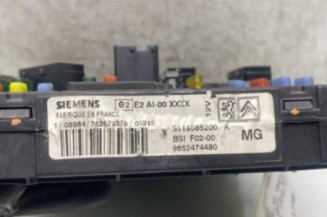 SIEMENS e2 E2 AI-00 XXXX
FABRIQUE EN FRANCE
12V
S118085200 A
BSI F02-00
9652474480
MG